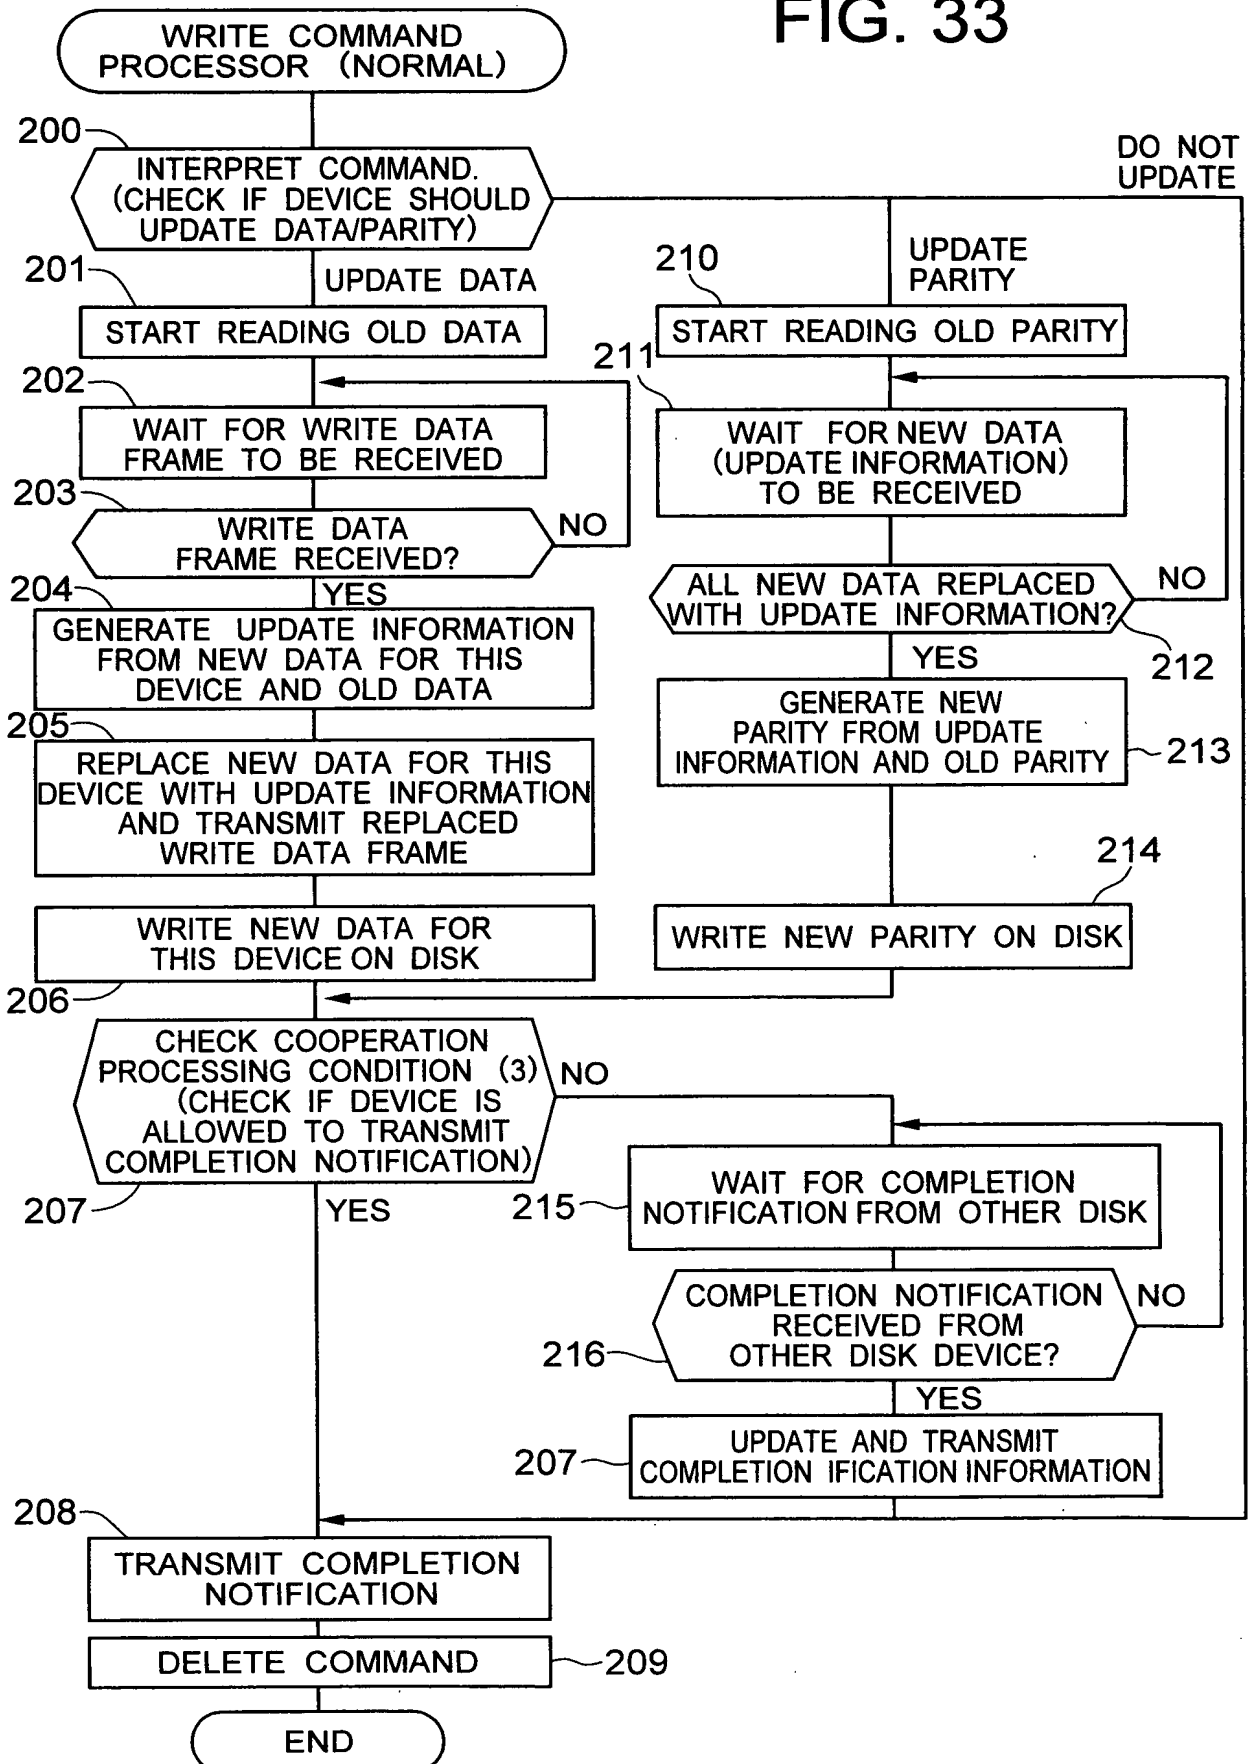 FIG. 33
WRITE COMMAND
PROCESSOR (NORMAL)
200
INTERPRET COMMAND.
(CHECK IF DEVICE SHOULD
UPDATE DATA/PARITY)
DO NOT
UPDATE
201
UPDATE DATA
START READING OLD DATA
202
WAIT FOR WRITE DATA
FRAME TO BE RECEIVED
203
WRITE DATA
FRAME RECEIVED?
NO
YES
204
GENERATE UPDATE INFORMATION
FROM NEW DATA FOR THIS
DEVICE AND OLD DATA
205
REPLACE NEW DATA FOR THIS
DEVICE WITH UPDATE INFORMATION
AND TRANSMIT REPLACED
WRITE DATA FRAME
WRITE NEW DATA FOR
THIS DEVICE ON DISK
206
210
UPDATE
PARITY
START READING OLD PARITY
211
WAIT FOR NEW DATA
(UPDATE INFORMATION)
TO BE RECEIVED
ALL NEW DATA REPLACED
WITH UPDATE INFORMATION?
NO
212
YES
GENERATE NEW
PARITY FROM UPDATE
INFORMATION AND OLD PARITY
213
214
WRITE NEW PARITY ON DISK
CHECK COOPERATION
PROCESSING CONDITION (3)
(CHECK IF DEVICE IS
ALLOWED TO TRANSMIT
COMPLETION NOTIFICATION)
NO
207
YES
215
WAIT FOR COMPLETION
NOTIFICATION FROM OTHER DISK
COMPLETION NOTIFICATION
RECEIVED FROM
OTHER DISK DEVICE?
NO
216
YES
207
UPDATE AND TRANSMIT
COMPLETION IFICATION INFORMATION
208
TRANSMIT COMPLETION
NOTIFICATION
DELETE COMMAND
209
END